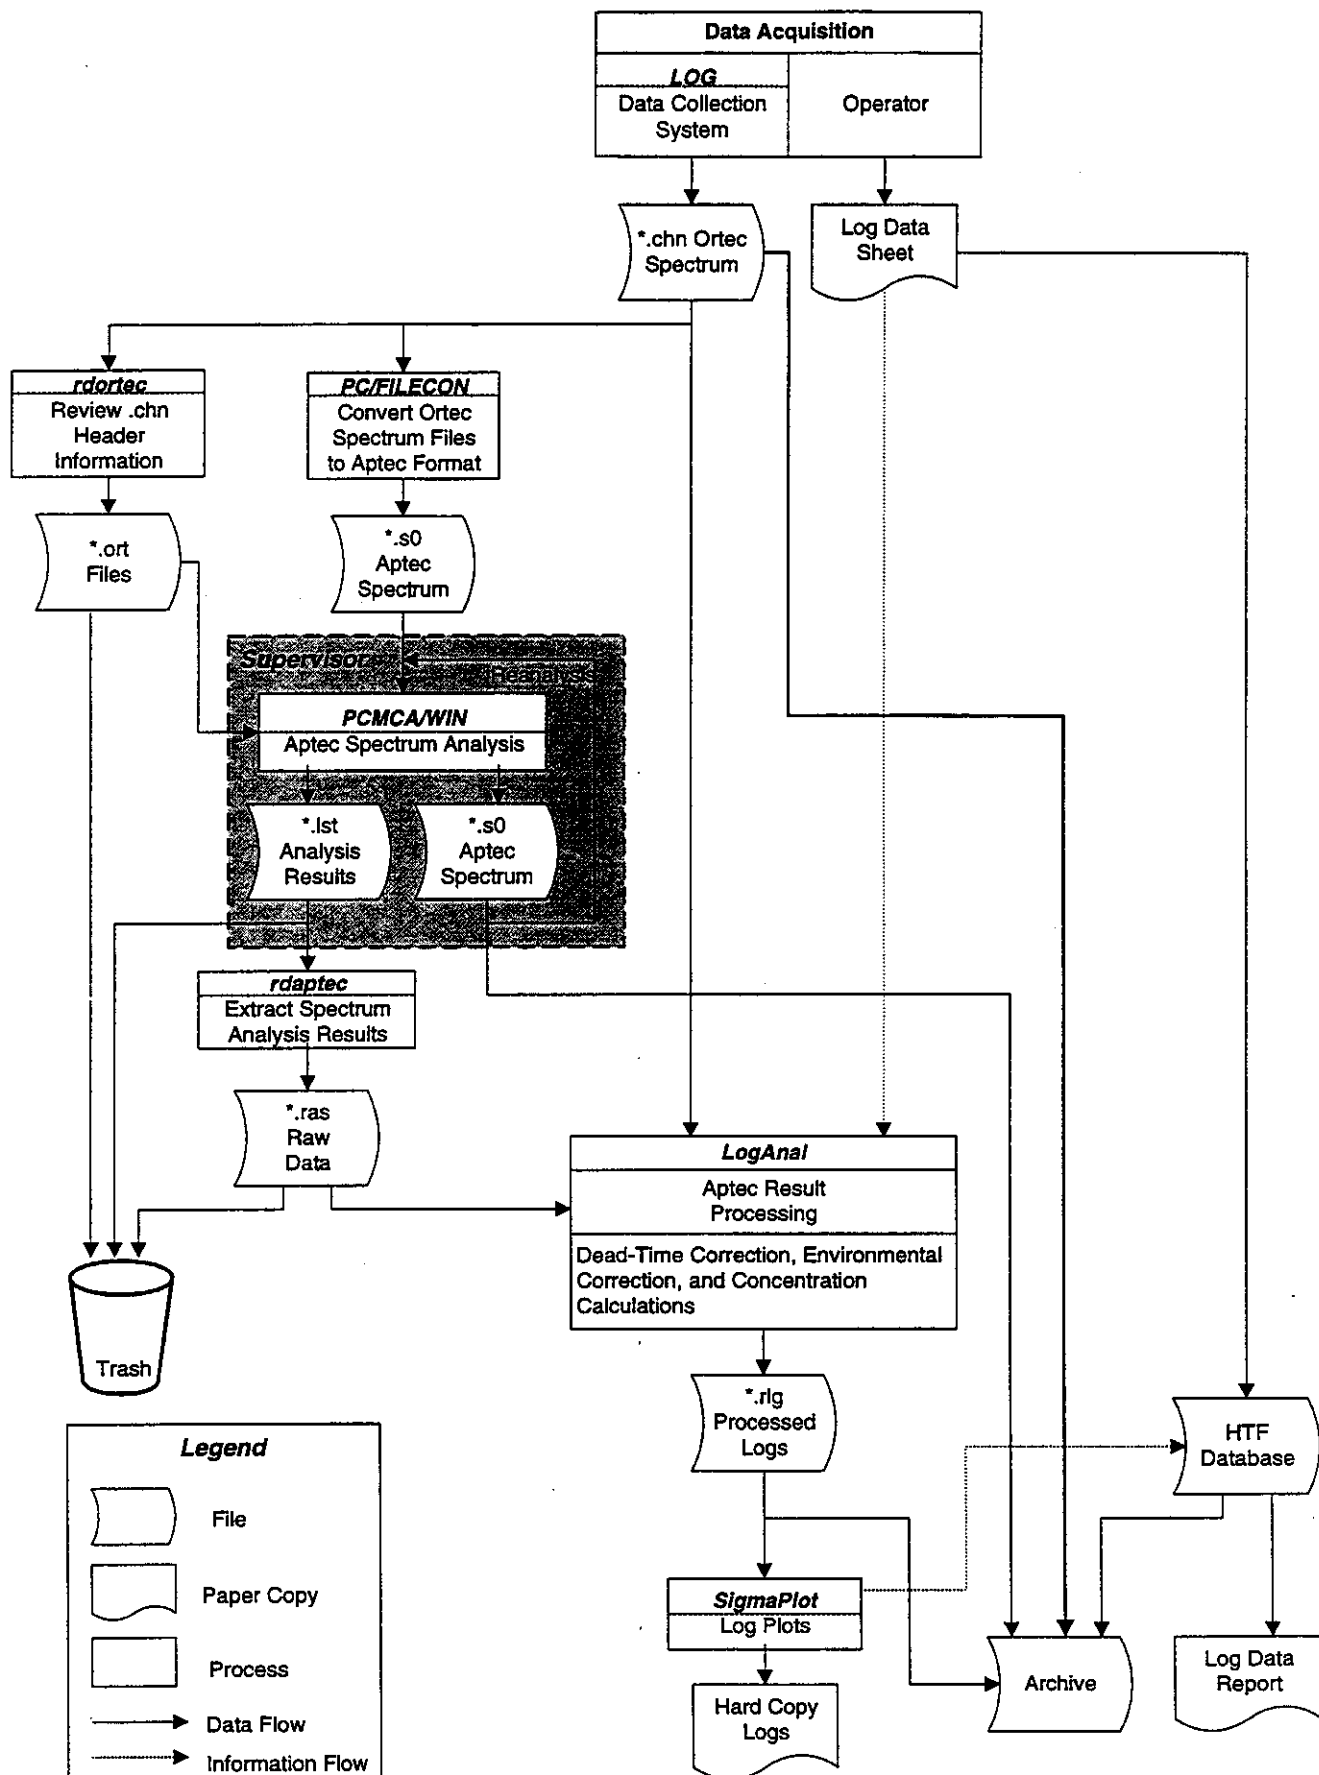 Data Acquisition
LOG
Data Collection
System
Operator
*.chn Ortec
Spectrum
Log Data
Sheet
rdortec
Review .chn
Header
Information
PC/FILECON
Convert Ortec
Spectrum Files
to Aptec Format
*.ort
Files
*.s0
Aptec
Spectrum
Supervisor
Reanalysis
PCMCA/WIN
Aptec Spectrum Analysis
*.lst
Analysis
Results
*.s0
Aptec
Spectrum
rdaptec
Extract Spectrum
Analysis Results
*.ras
Raw
Data
LogAnal
Aptec Result
Processing
Dead-Time Correction, Environmental
Correction, and Concentration
Calculations
Trash
*.rlg
Processed
Logs
HTF
Database
SigmaPlot
Log Plots
Hard Copy
Logs
Archive
Log Data
Report
Legend
File
Paper Copy
Process
Data Flow
Information Flow